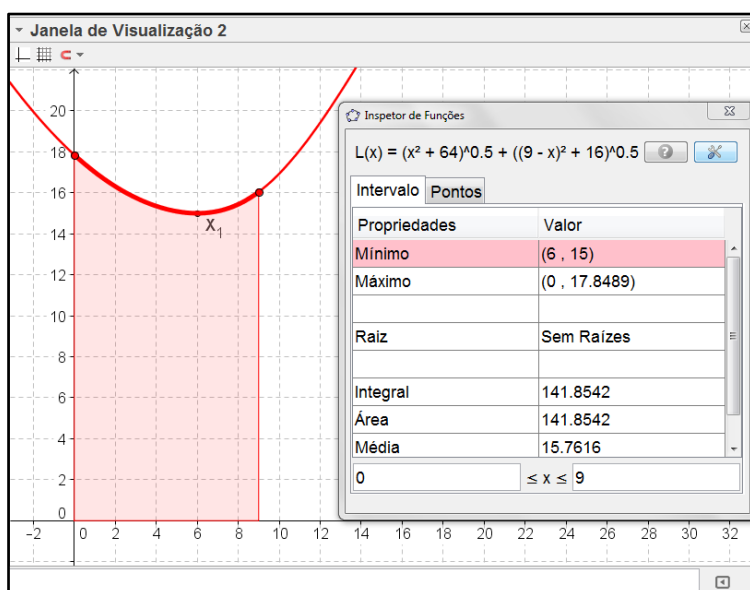 Janela de Visualização 2
20
18
16
14
12
10
8
6
4
2
0
-2 0 2 4 6 8 10 12 14 16 18 20 22 24 26 28 30 32
X₁
Inspetor de Funções
L(x) = (x² + 64)^0.5 + ((9 - x)² + 16)^0.5 ?
Intervalo Pontos
Propriedades Valor
Mínimo (6 , 15)
Máximo (0 , 17.8489)
Raiz Sem Raízes
Integral 141.8542
Área 141.8542
Média 15.7616
0 ≤ x ≤ 9